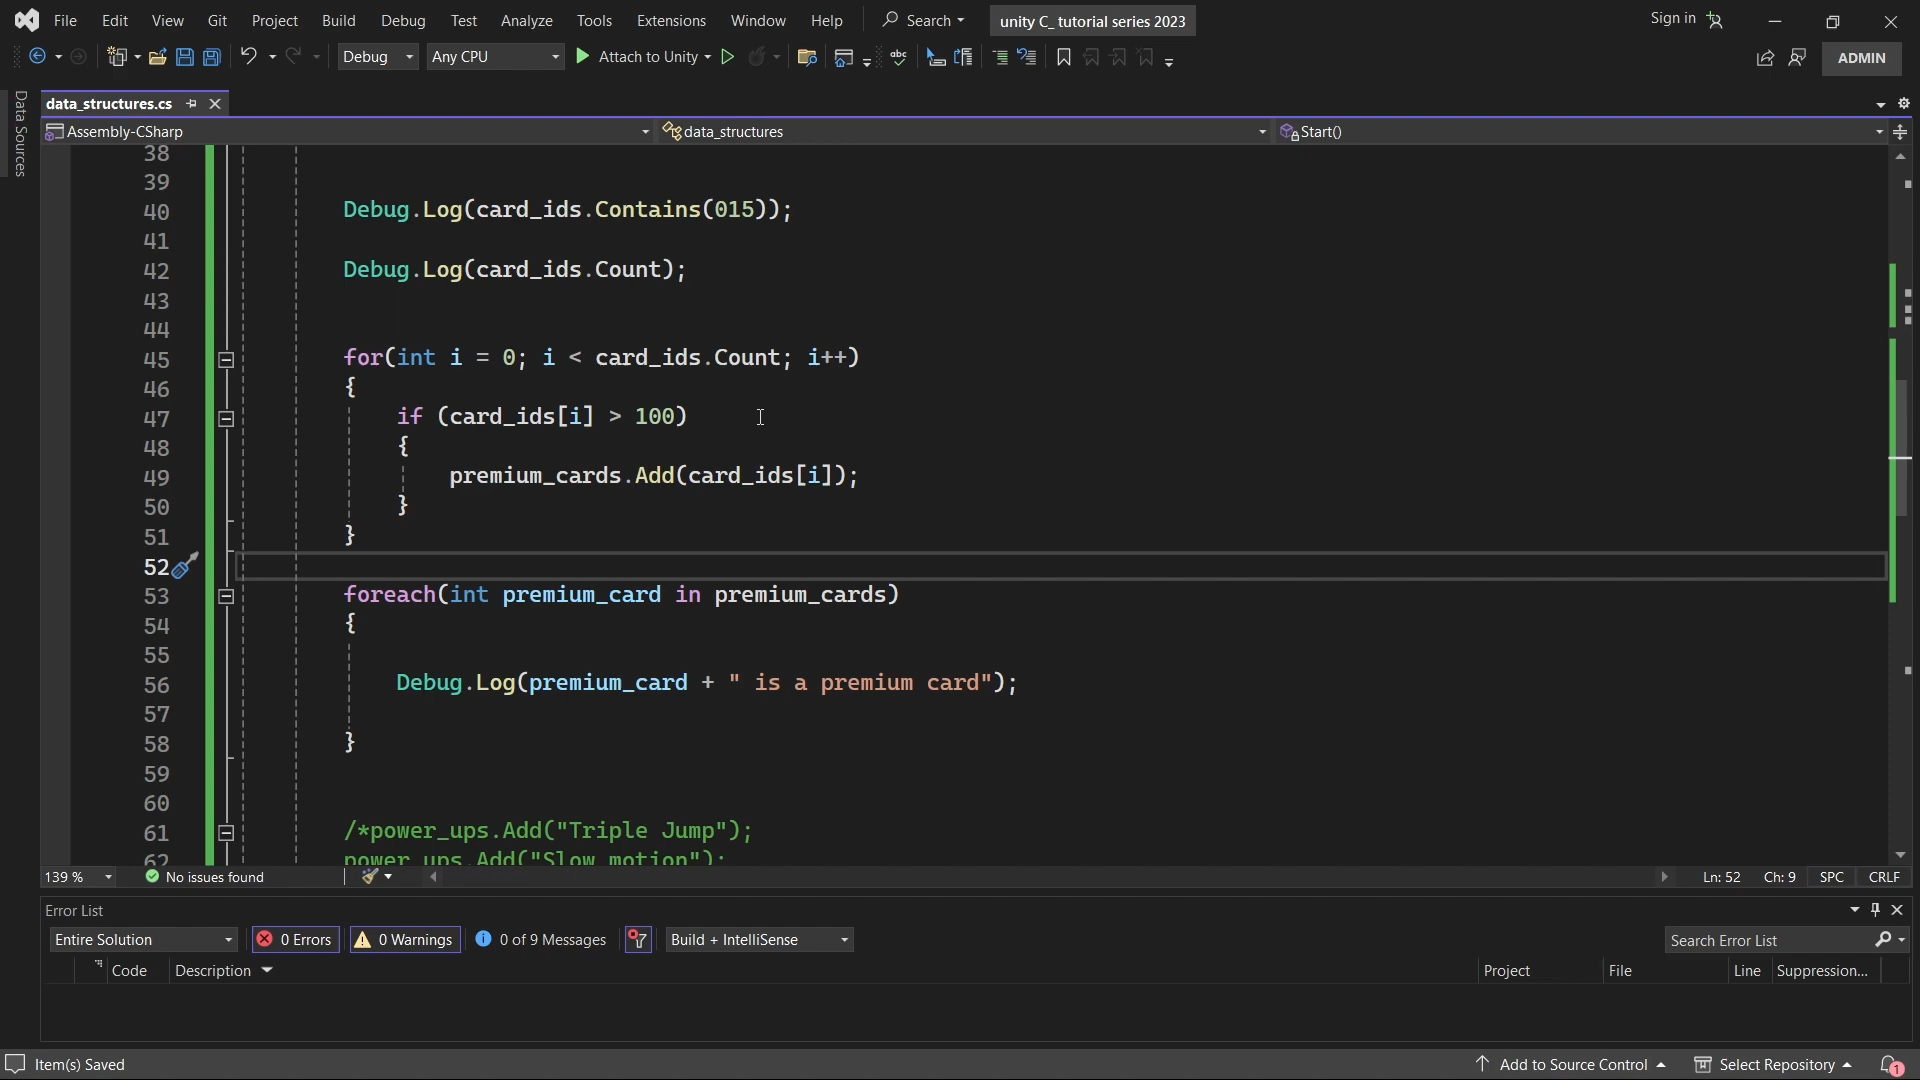 File Edit View Git Project Build Debug Test Analyze Tools Extensions Window Help Search unity C_ tutorial series 2023 Sign in
Debug Any CPU Attach to Unity abc ADMIN
Data Sources
data_structures.cs
Assembly-CSharp data_structures Start()
38
39
40 Debug.Log(card_ids.Contains(015));
41
42 Debug.Log(card_ids.Count);
43
44
45 for(int i = 0; i < card_ids.Count; i++)
46 {
47 if (card_ids[i] > 100)
48 {
49 premium_cards.Add(card_ids[i]);
50 }
51 }
52
53 foreach(int premium_card in premium_cards)
54 {
55
56 Debug.Log(premium_card + " is a premium card");
57
58 }
59
60
61 /*power_ups.Add("Triple Jump");
62 power_ups.Add("Slow motion");
139 % No issues found Ln: 52 Ch: 9 SPC CRLF
Error List
Entire Solution 0 Errors 0 Warnings 0 of 9 Messages Build + IntelliSense Search Error List
Code Description Project File Line Suppression...
Item(s) Saved Add to Source Control Select Repository 1